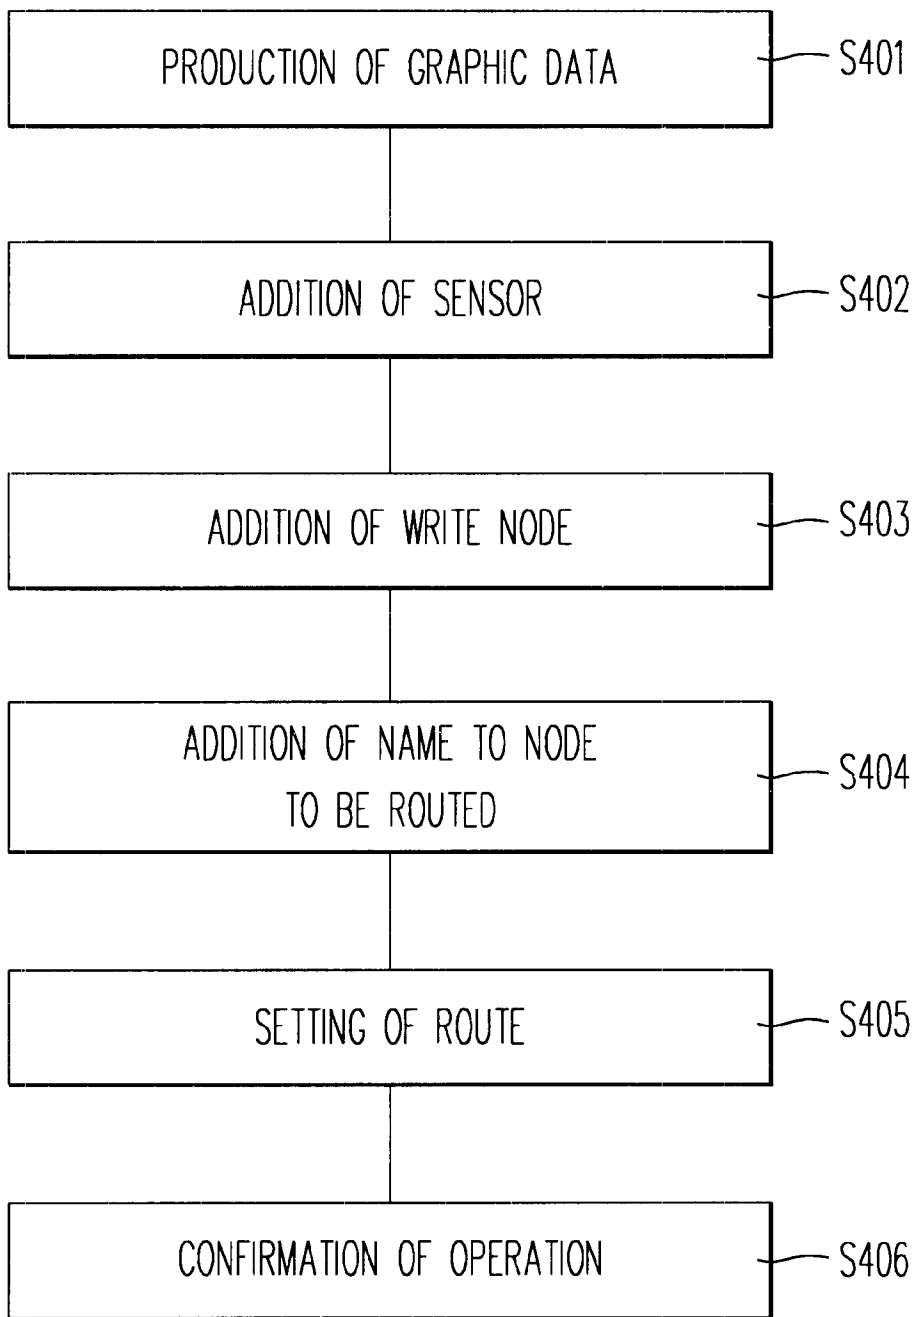 PRODUCTION OF GRAPHIC DATA
S401
ADDITION OF SENSOR
S402
ADDITION OF WRITE NODE
S403
ADDITION OF NAME TO NODE
TO BE ROUTED
S404
SETTING OF ROUTE
S405
CONFIRMATION OF OPERATION
S406